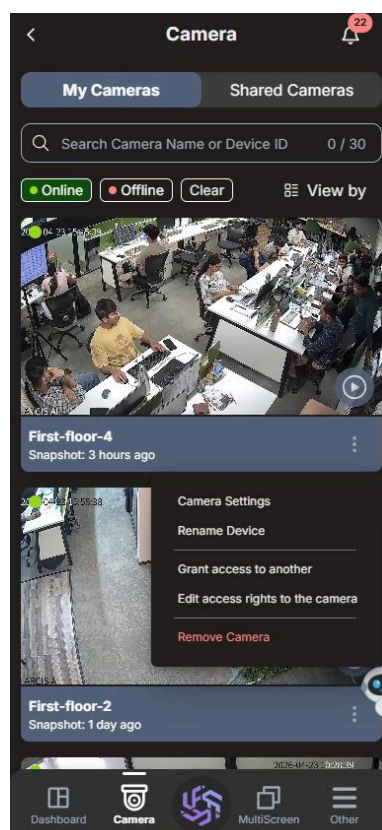 Camera
22
My Cameras
Shared Cameras
Search Camera Name or Device ID
0 / 30
Online
Offline
Clear
View by
First-floor-4
Snapshot: 3 hours ago
Camera Settings
Rename Device
Grant access to another
Edit access rights to the camera
Remove Camera
ARCISA
First-floor-2
Snapshot: 1 day ago
Dashboard
Camera
MultiScreen
Other